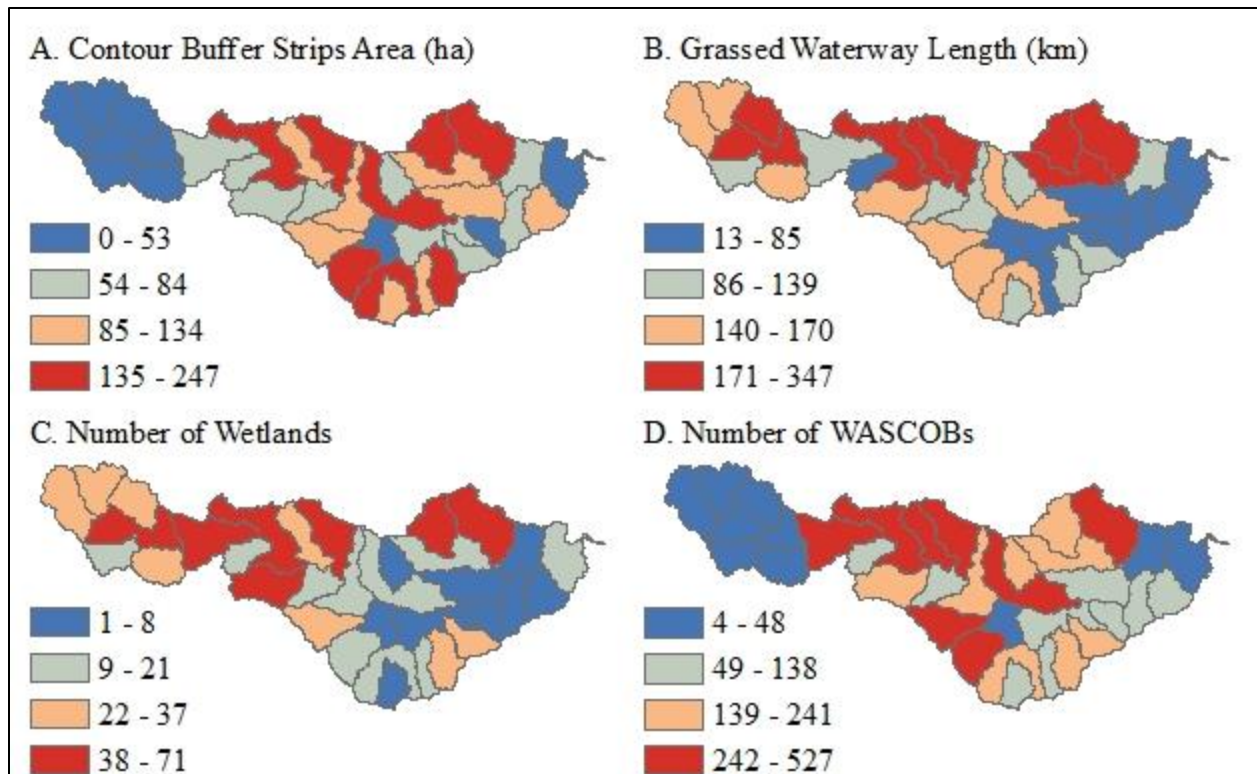 A. Contour Buffer Strips Area (ha)
0 - 53
54 - 84
85 - 134
135 - 247
B. Grassed Waterway Length (km)
13 - 85
86 - 139
140 - 170
171 - 347
C. Number of Wetlands
1 - 8
9 - 21
22 - 37
38 - 71
D. Number of WASCOBs
4 - 48
49 - 138
139 - 241
242 - 527